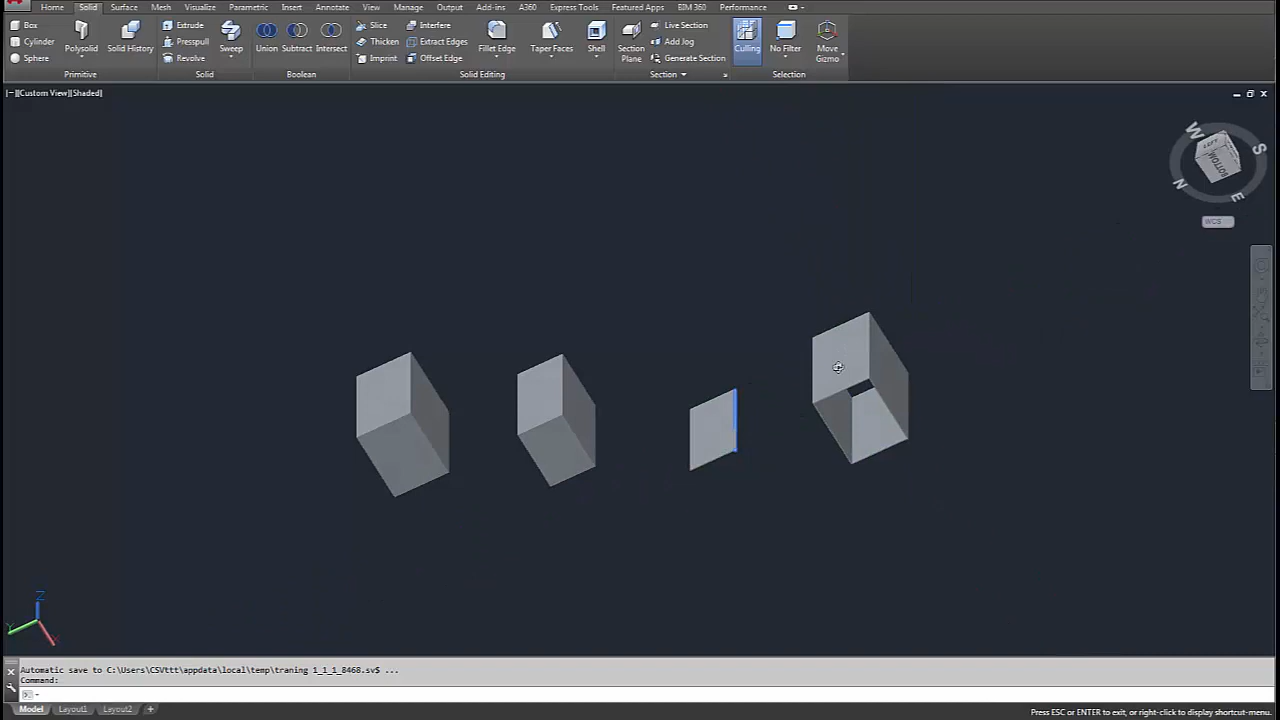 Home Solid Surface Mesh Visualize Parametric Insert Annotate View Manage Output Add-ins A360 Express Tools Featured Apps BIM 360 Performance
Box Extrude Slice Interfere Live Section
Cylinder Polysolid Solid History Presspull Sweep Union Subtract Intersect Thicken Extract Edges Fillet Edge Taper Faces Shell Section Plane Add Jog Culling No Filter Move Gizmo
Sphere Revolve Imprint Offset Edge Generate Section
Primitive Solid Boolean Solid Editing Section Selection
[−][Custom View][Shaded]
W S N E
LEFT
BOTTOM
WCS
Z
Y X
Automatic save to C:\Users\CSVttt\appdata\local\temp\traning 1_1_1_8468.sv$ ...
Command:
Model Layout1 Layout2 +
Press ESC or ENTER to exit, or right-click to display shortcut-menu.